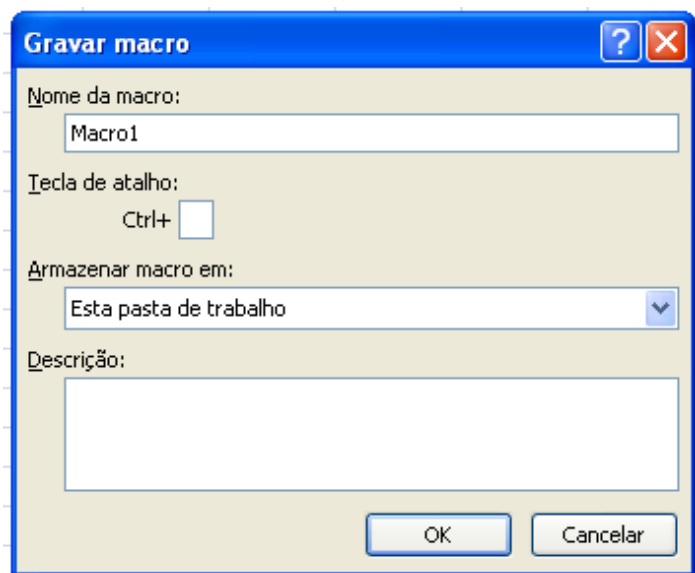 Gravar macro
Nome da macro:
Macro1
Tecla de atalho:
Ctrl+
Armazenar macro em:
Esta pasta de trabalho
Descrição:
OK Cancelar